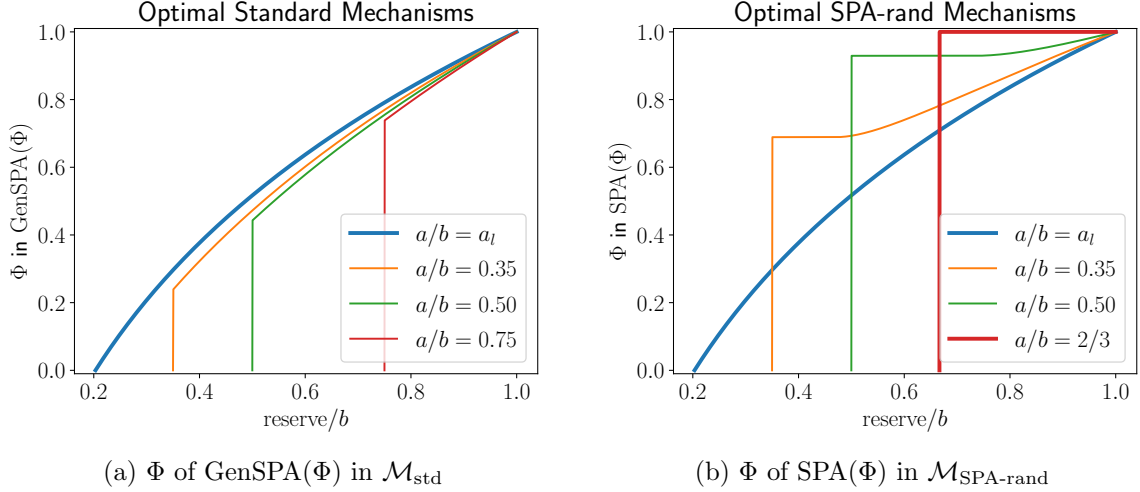 Optimal Standard Mechanisms
1.0
0.8
0.6
0.4
0.2
0.0
Φ in GenSPA(Φ)
a/b = a_l
a/b = 0.35
a/b = 0.50
a/b = 0.75
0.2 0.4 0.6 0.8 1.0
reserve/b
(a) Φ of GenSPA(Φ) in M_std
Optimal SPA-rand Mechanisms
1.0
0.8
0.6
0.4
0.2
0.0
Φ in SPA(Φ)
a/b = a_l
a/b = 0.35
a/b = 0.50
a/b = 2/3
0.2 0.4 0.6 0.8 1.0
reserve/b
(b) Φ of SPA(Φ) in M_SPA-rand